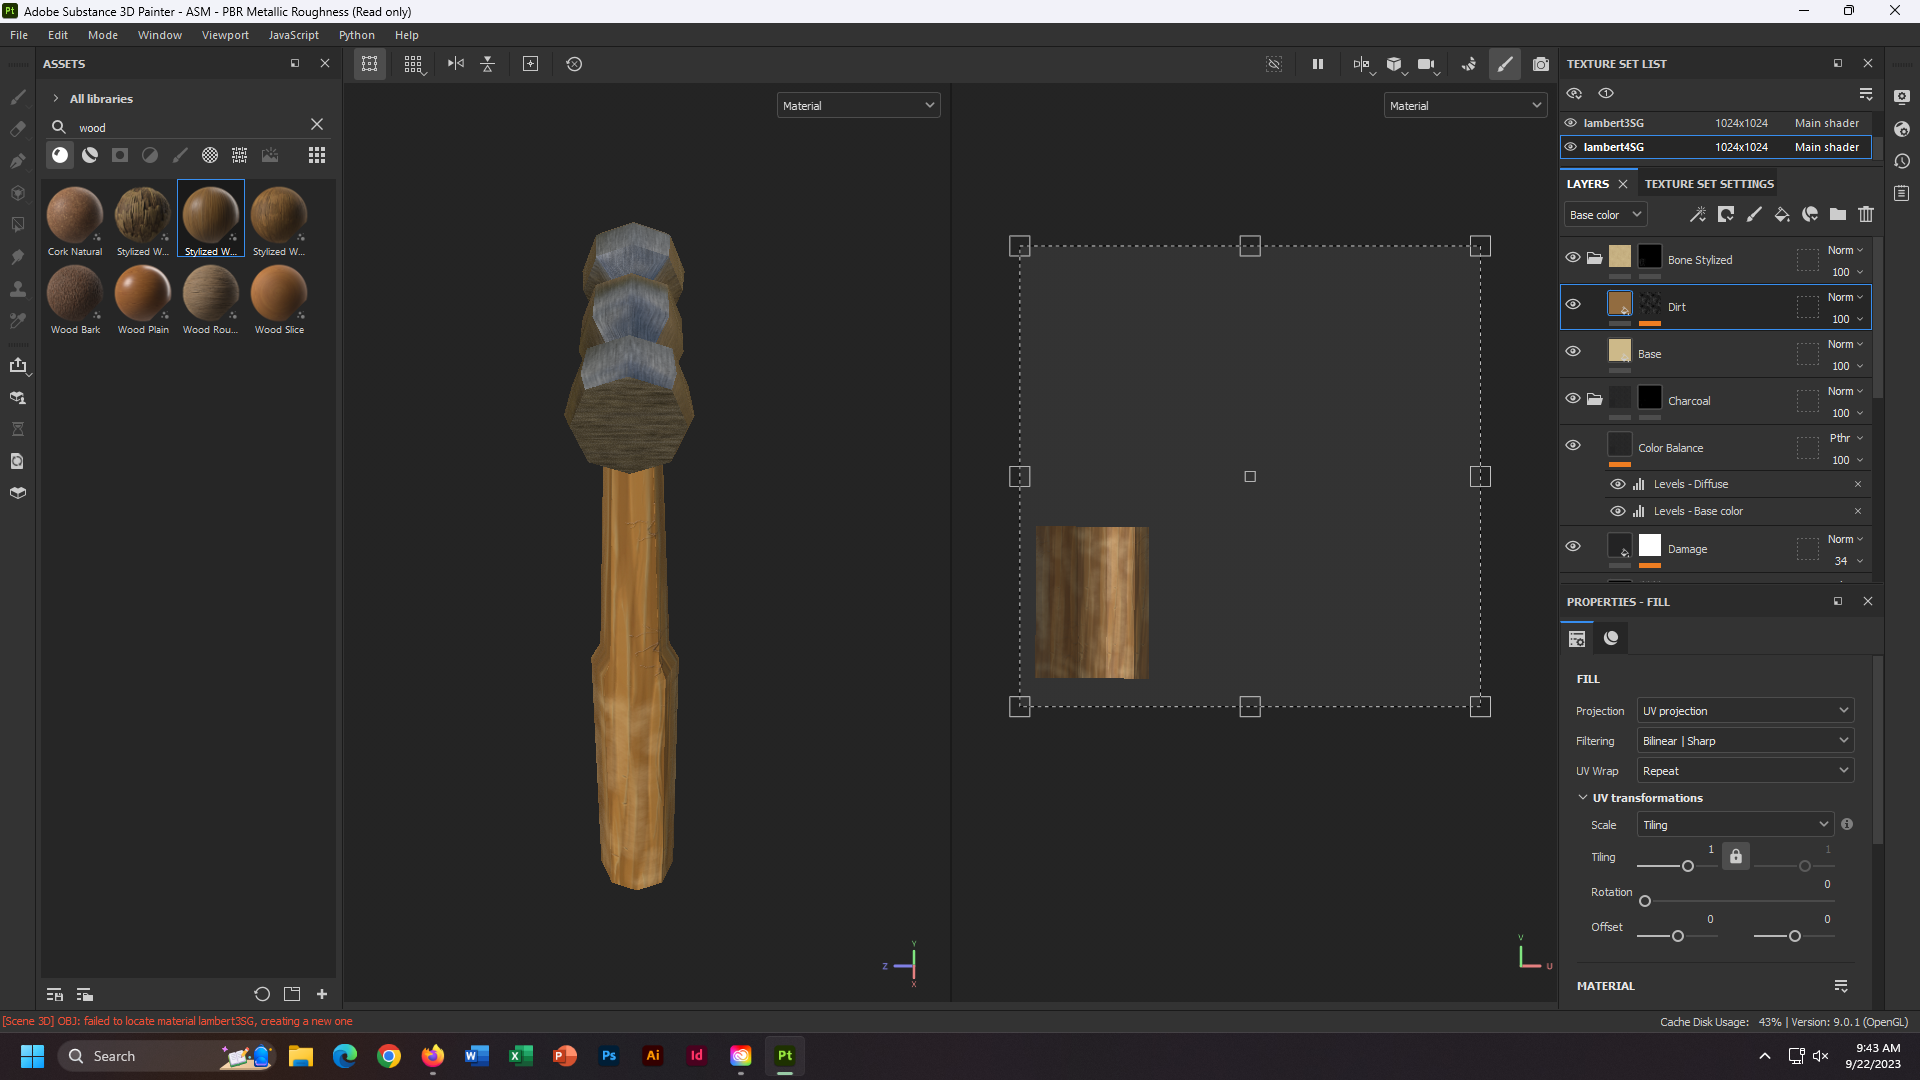 Pt Adobe Substance 3D Painter - ASM - PBR Metallic Roughness (Read only)
File Edit Mode Window Viewport JavaScript Python Help
ASSETS
All libraries
wood
Cork Natural Stylized W... Stylized W... Stylized W...
Wood Bark Wood Plain Wood Rou... Wood Slice
Material
Material
Y
Z
X
V
U
TEXTURE SET LIST
lambert3SG 1024x1024 Main shader
lambert4SG 1024x1024 Main shader
LAYERS TEXTURE SET SETTINGS
Base color
Bone Stylized Norm 100
Dirt Norm 100
Base Norm 100
Charcoal Norm 100
Color Balance Pthr 100
Levels - Diffuse
Levels - Base color
Damage Norm 34
PROPERTIES - FILL
FILL
Projection UV projection
Filtering Bilinear | Sharp
UV Wrap Repeat
UV transformations
Scale Tiling
Tiling 1 1
Rotation 0
Offset 0 0
MATERIAL
[Scene 3D] OBJ: failed to locate material lambert3SG, creating a new one
Cache Disk Usage: 43% | Version: 9.0.1 (OpenGL)
Search
W X P Ps Ai Id Pt
9:43 AM
9/22/2023